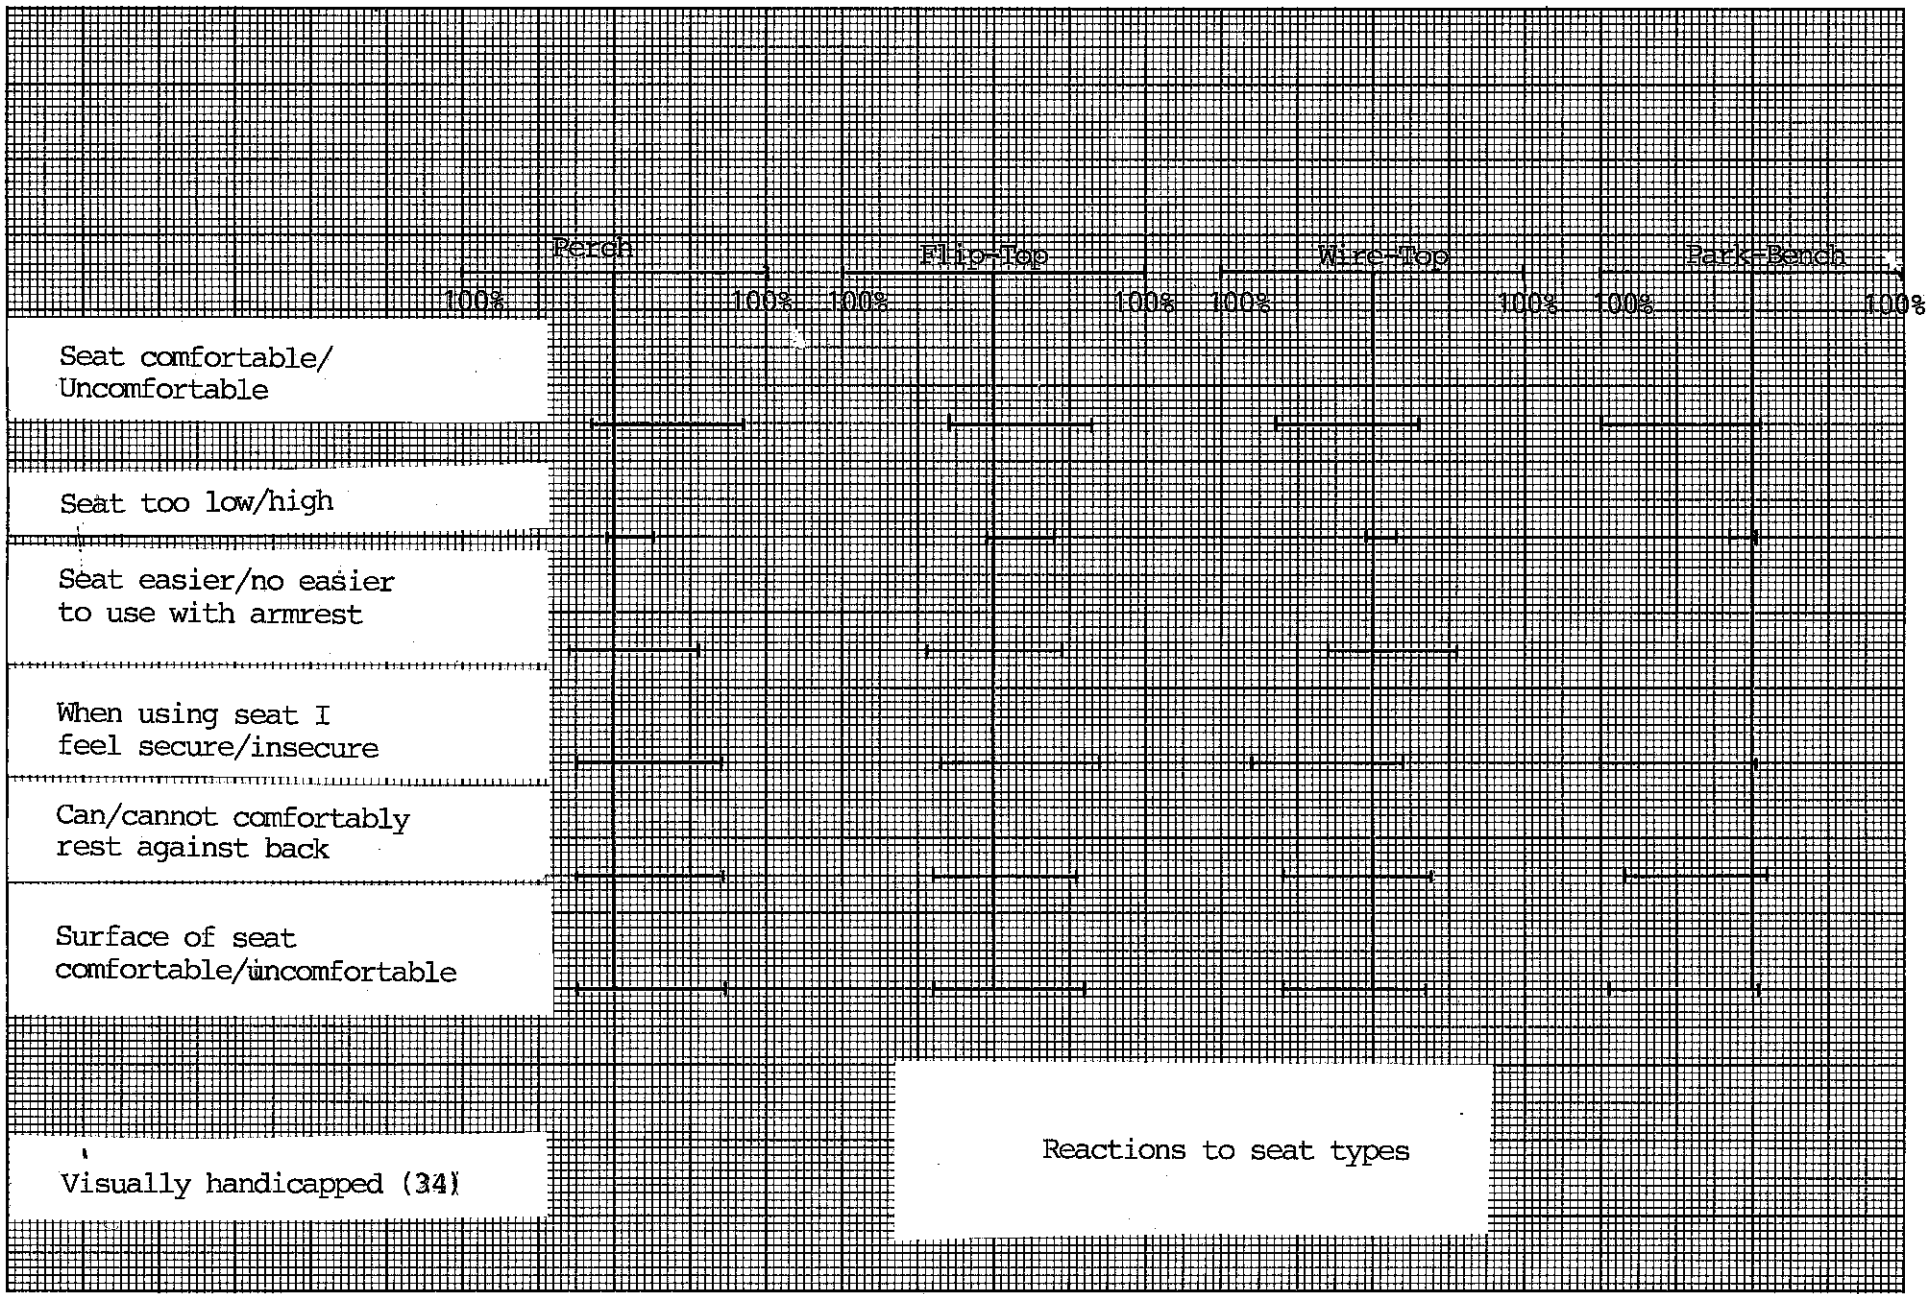 Perch Flip-Top Wire-Top Park-Bench
100% 100% 100% 100% 100% 100% 100% 100%
Seat comfortable/
Uncomfortable
Seat too low/high
Seat easier/no easier
to use with armrest
When using seat I
feel secure/insecure
Can/cannot comfortably
rest against back
Surface of seat
comfortable/uncomfortable
Reactions to seat types
Visually handicapped (34)